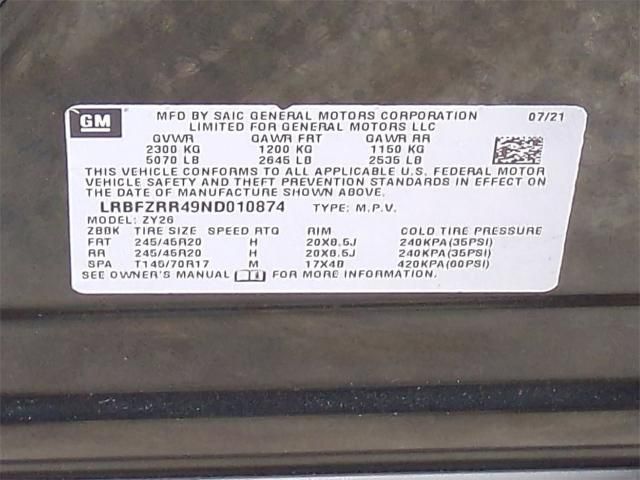 GM
MFD BY SAIC GENERAL MOTORS CORPORATION 07/21
LIMITED FOR GENERAL MOTORS LLC
GVWR GAWR FRT GAWR RR
2300 KG 1200 KG 1150 KG
5070 LB 2645 LB 2535 LB
THIS VEHICLE CONFORMS TO ALL APPLICABLE U.S. FEDERAL MOTOR
VEHICLE SAFETY AND THEFT PREVENTION STANDARDS IN EFFECT ON
THE DATE OF MANUFACTURE SHOWN ABOVE.
LRBFZRR49ND010874 TYPE: M.P.V.
MODEL: ZY26
ZBBK TIRE SIZE SPEED RTG RIM COLD TIRE PRESSURE
FRT 245/45R20 H 20X8.5J 240KPA(35PSI)
RR 245/45R20 H 20X8.5J 240KPA(35PSI)
SPA T145/70R17 M 17X4B 420KPA(60PSI)
SEE OWNER'S MANUAL FOR MORE INFORMATION.